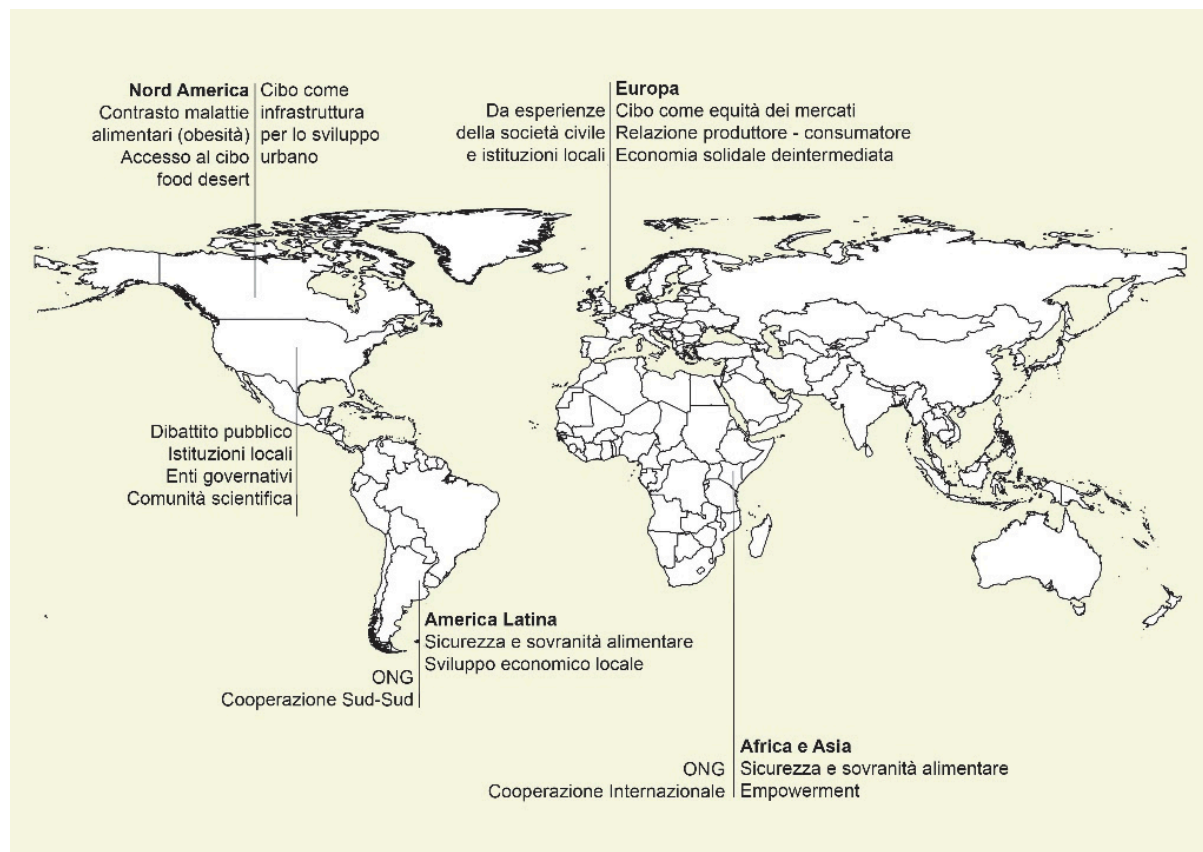 Nord America
Contrasto malattie
alimentari (obesità)
Accesso al cibo
food desert
Cibo come
infrastruttura
per lo sviluppo
urbano
Da esperienze
della società civile
e istituzioni locali
Europa
Cibo come equità dei mercati
Relazione produttore - consumatore
Economia solidale deintermediata
Dibattito pubblico
Istituzioni locali
Enti governativi
Comunità scientifica
America Latina
Sicurezza e sovranità alimentare
Sviluppo economico locale
ONG
Cooperazione Sud-Sud
Africa e Asia
Sicurezza e sovranità alimentare
Empowerment
ONG
Cooperazione Internazionale